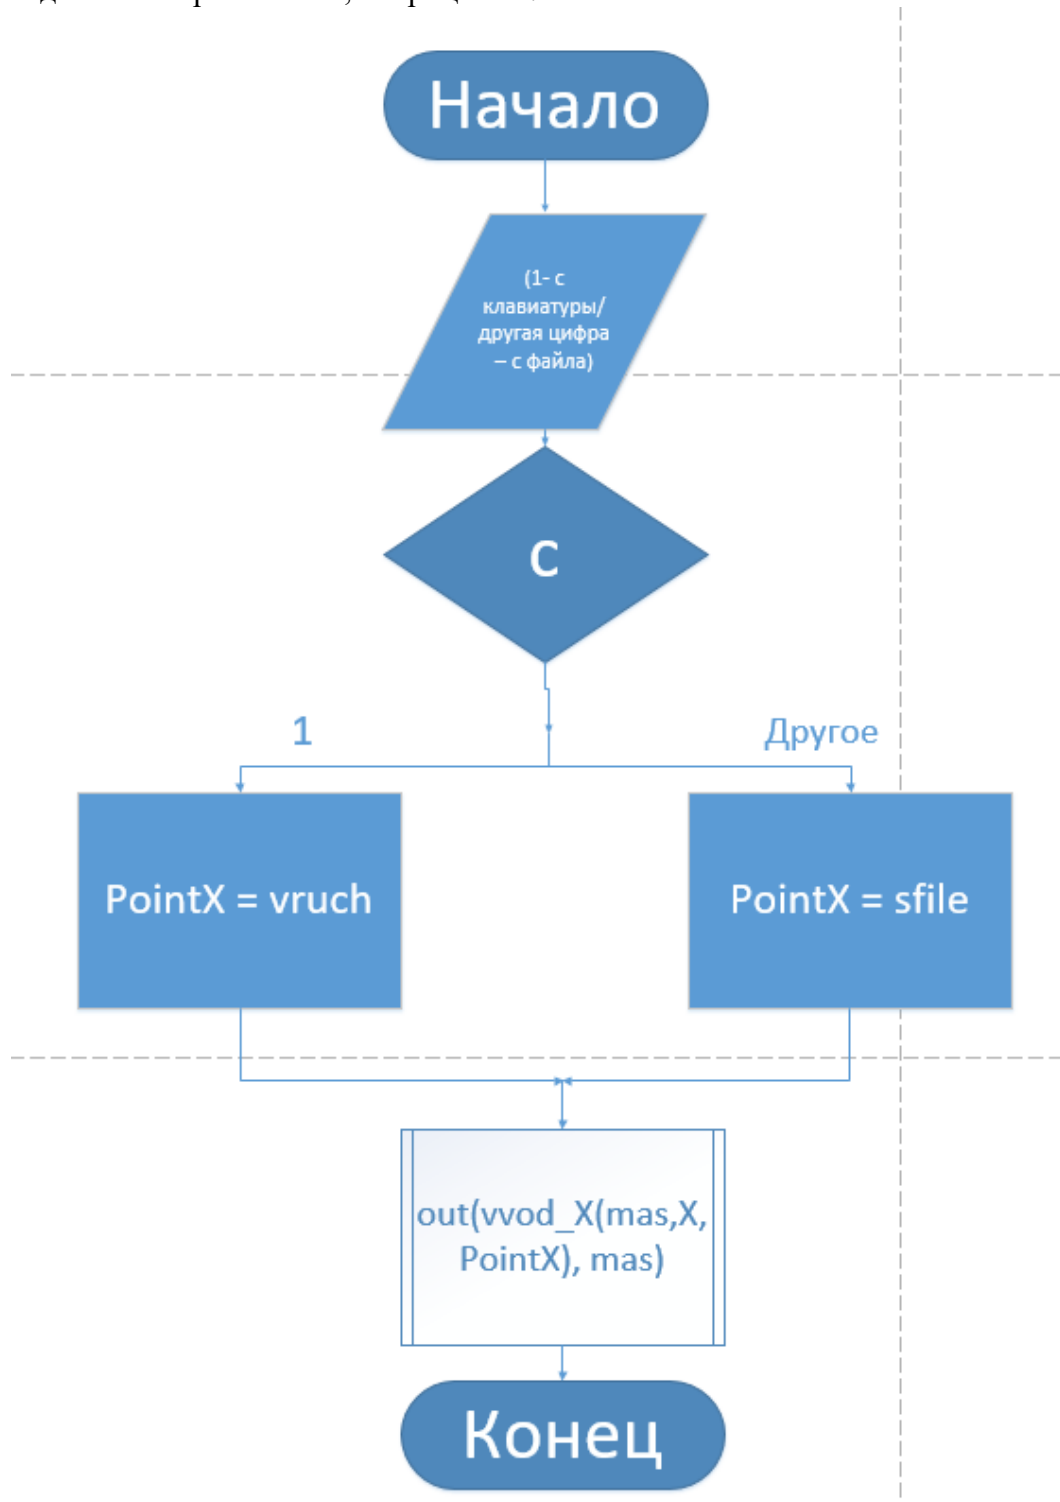 Начало
(1- с
клавиатуры/
другая цифра
– с файла)
С
1
Другое
PointX = vruch
PointX = sfile
out(vvod_X(mas,X,
PointX), mas)
Конец